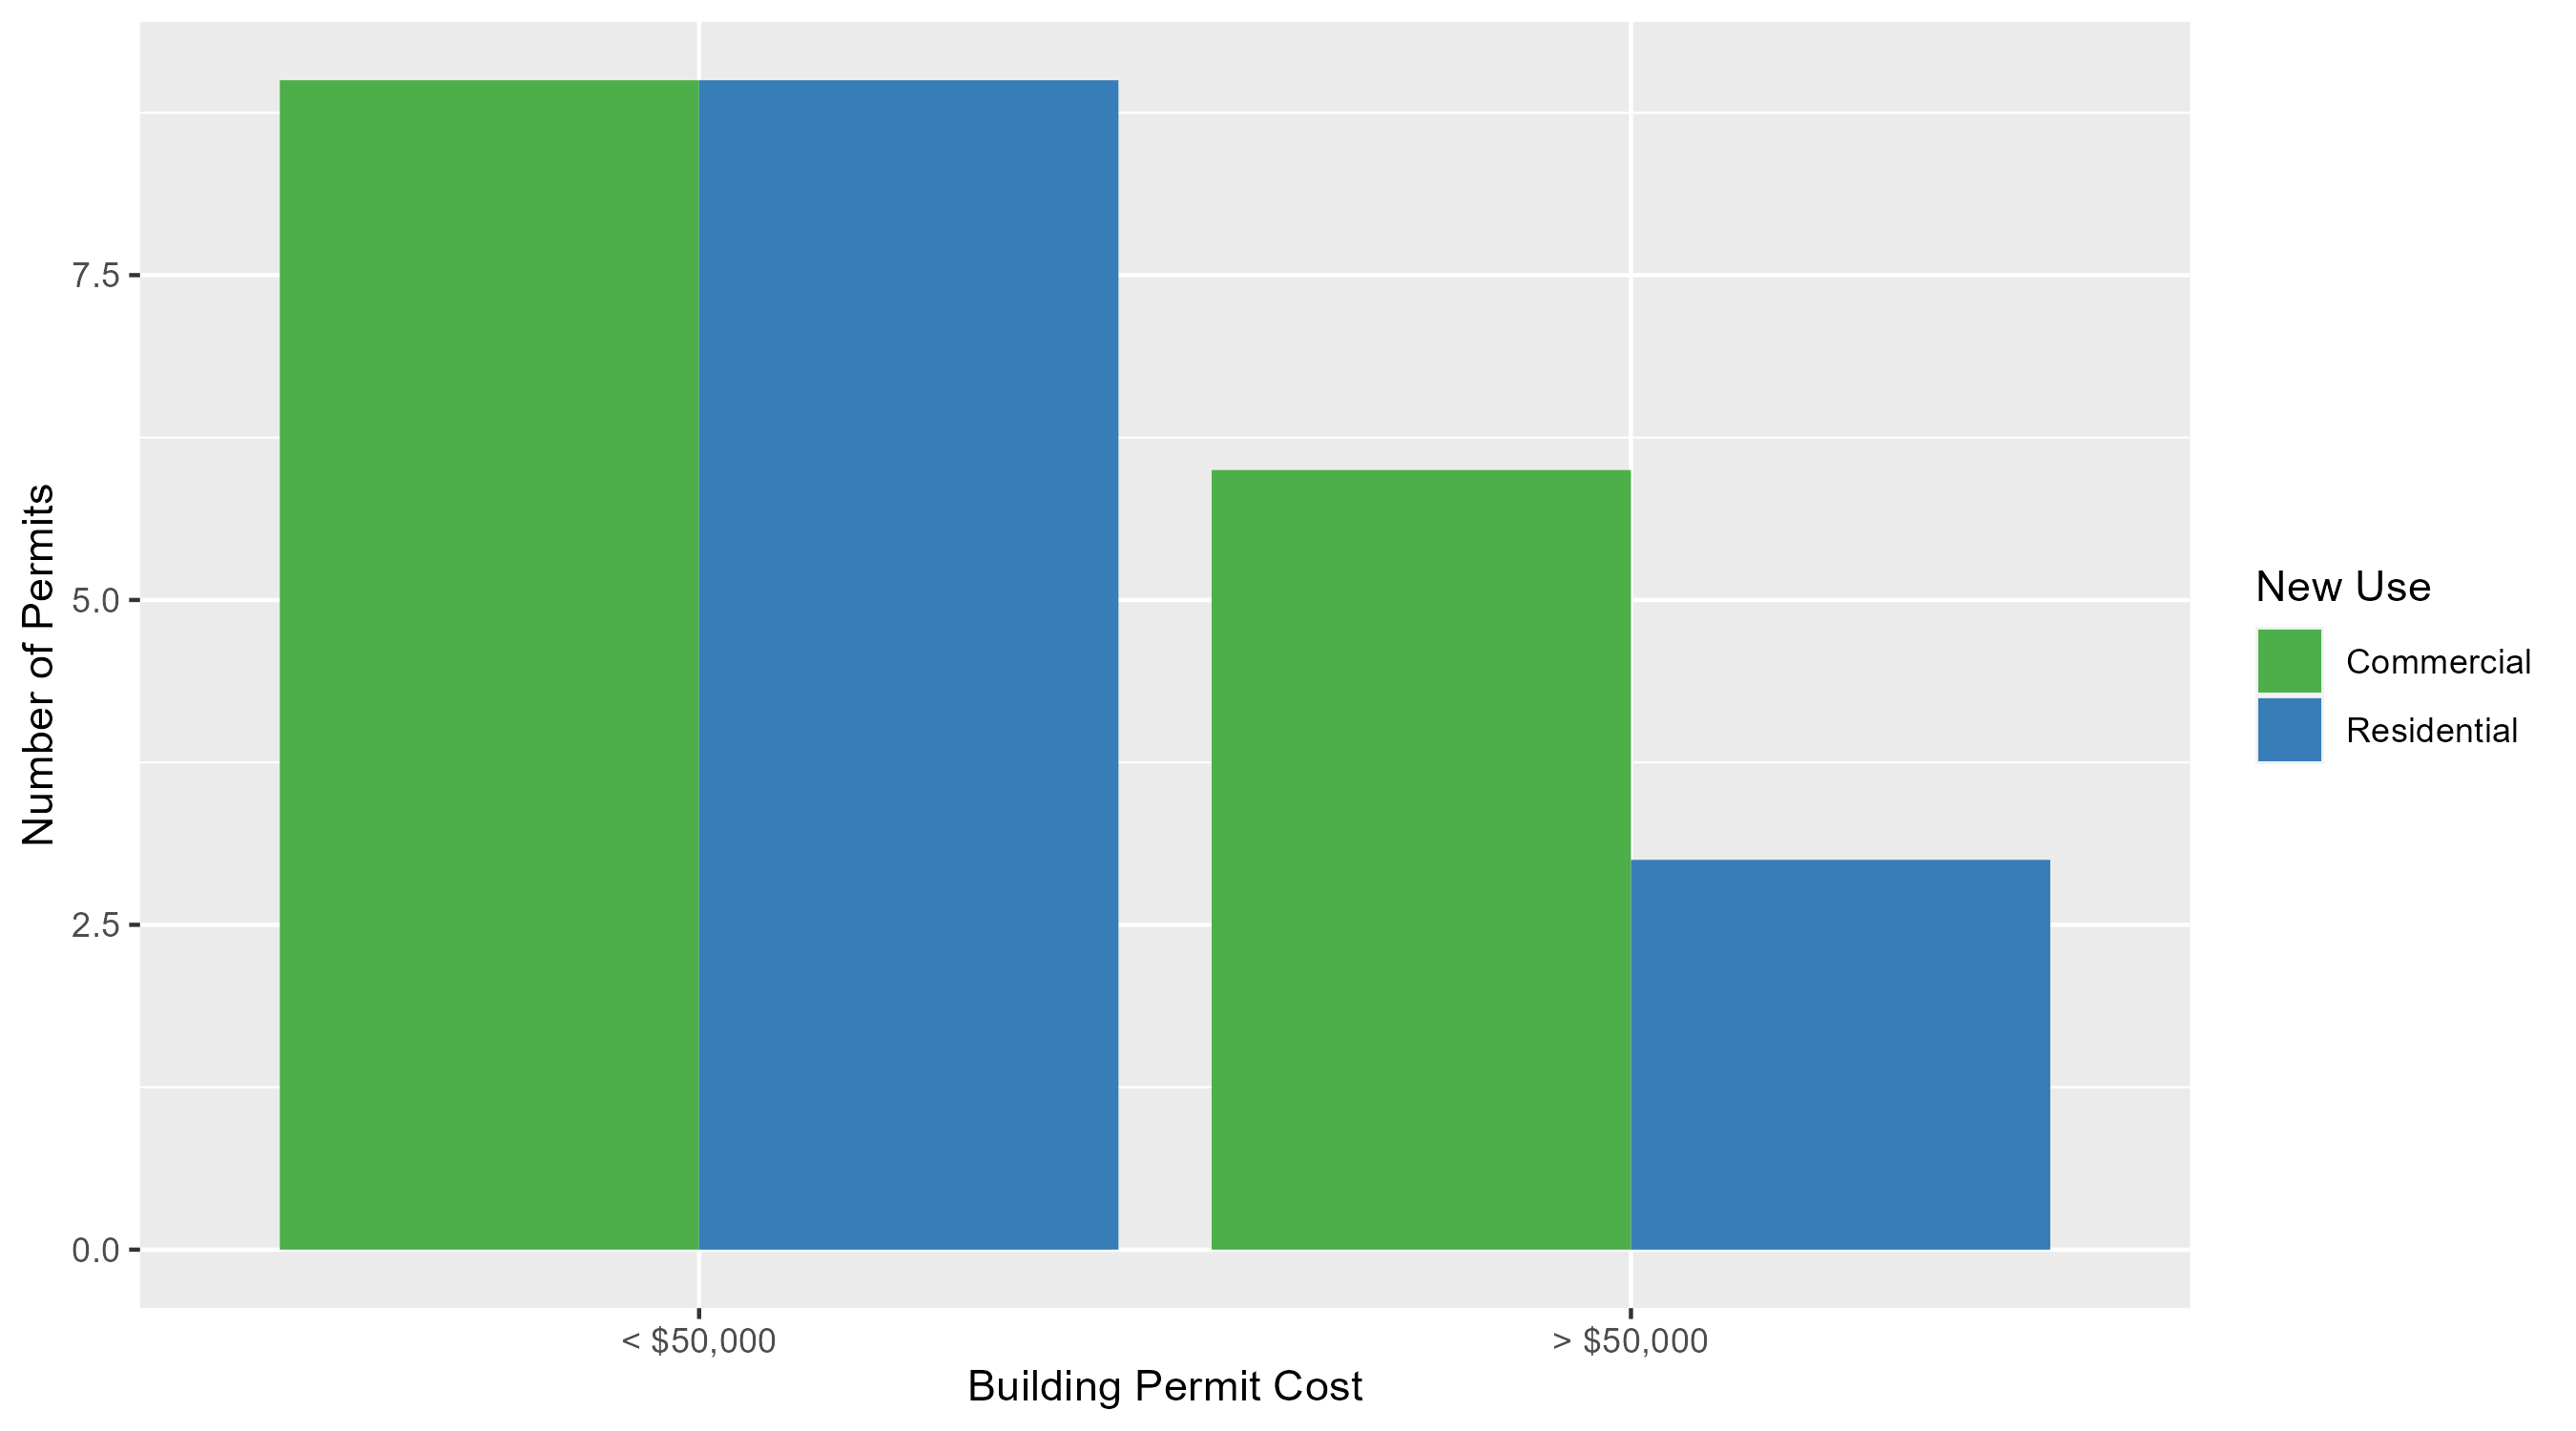 7.5
5.0
2.5
0.0
Number of Permits
< $50,000
> $50,000
Building Permit Cost
New Use
Commercial
Residential